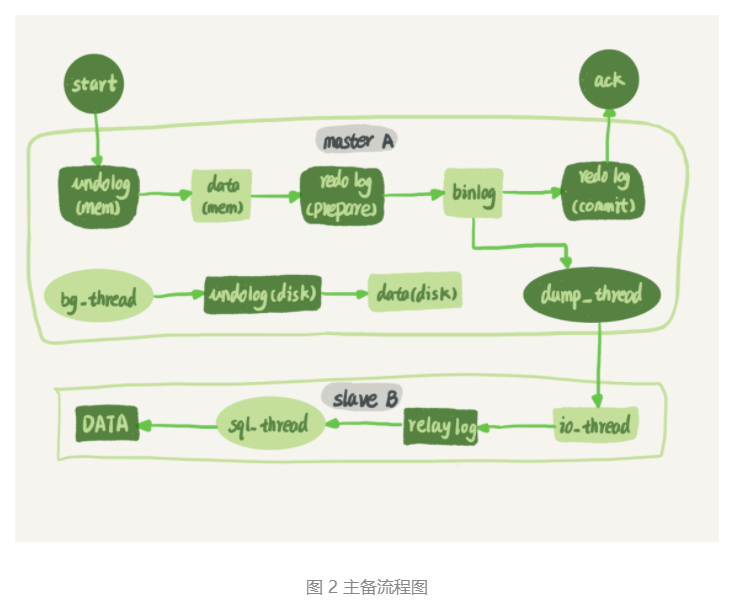 start
ack
master A
undolog
(mem)
data
(mem)
redo log
(prepare)
binlog
redo log
(commit)
bg_thread
undolog(disk)
data(disk)
dump_thread
slave B
DATA
sql_thread
relay log
io_thread
图 2 主备流程图